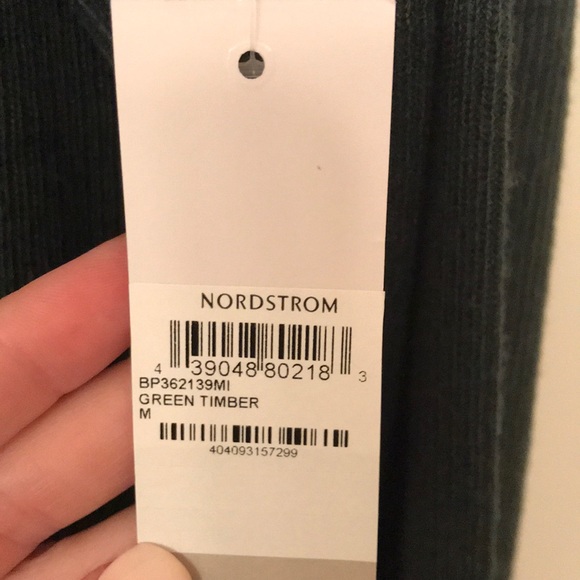 NORDSTROM
4 39048 80218 3
BP362139MI
GREEN TIMBER
M
404093157299